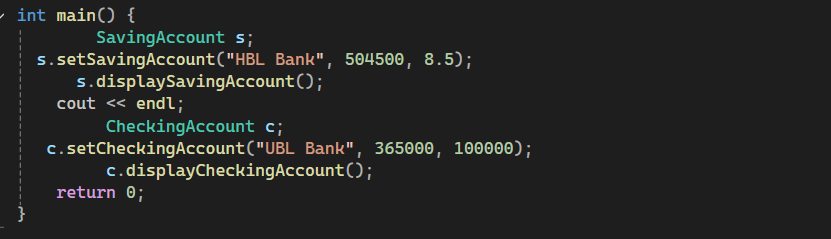 int main() {
SavingAccount s;
s.setSavingAccount("HBL Bank", 504500, 8.5);
s.displaySavingAccount();
cout << endl;
CheckingAccount c;
c.setCheckingAccount("UBL Bank", 365000, 100000);
c.displayCheckingAccount();
return 0;
}